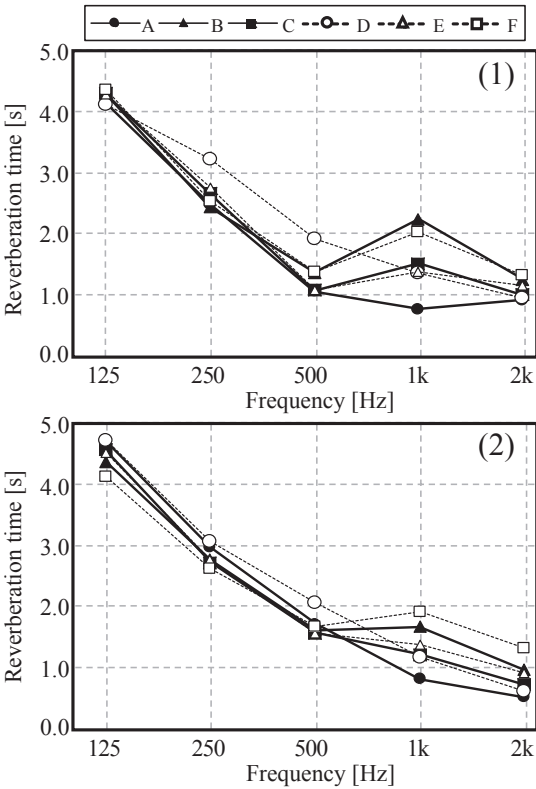 A B C D E F
(1)
Reverberation time [s]
5.0
4.0
3.0
2.0
1.0
0.0
125 250 500 1k 2k
Frequency [Hz]
(2)
Reverberation time [s]
5.0
4.0
3.0
2.0
1.0
0.0
125 250 500 1k 2k
Frequency [Hz]